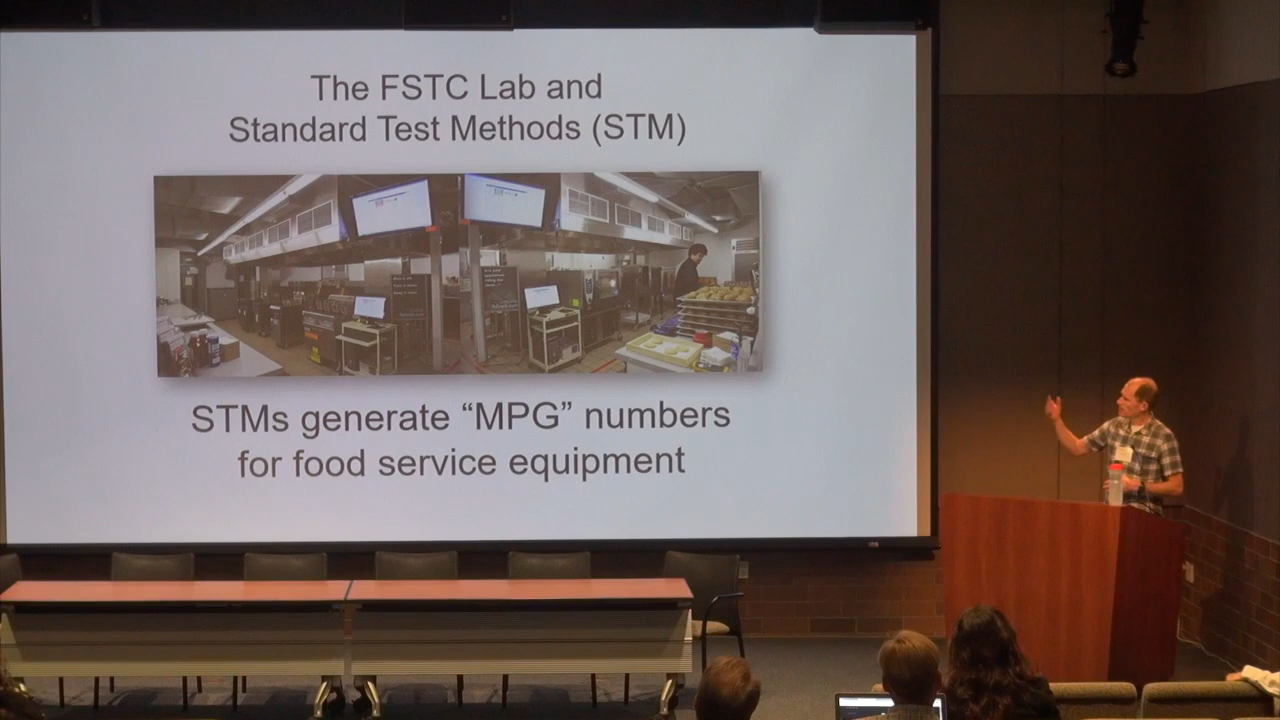 The FSTC Lab and
Standard Test Methods (STM)
STMs generate “MPG” numbers
for food service equipment